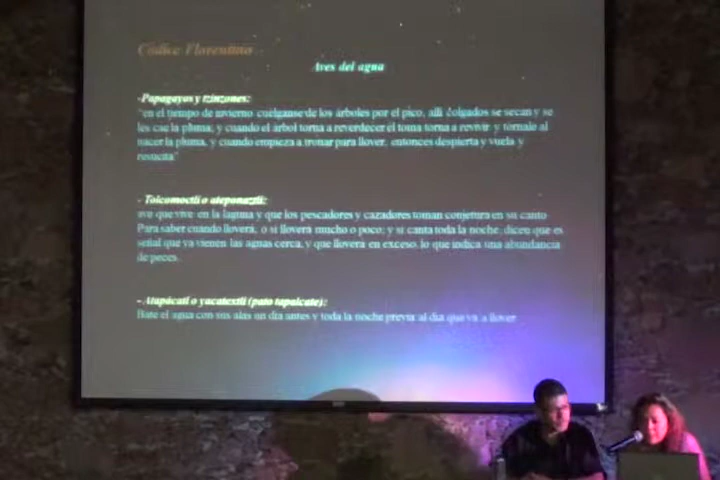 Códice Florentino
Aves del agua
-Papagayos y tzinzones:
"en el tiempo de invierno cuélganse de los árboles por el pico, allí colgados se secan y se
les cae la pluma; y cuando el árbol torna a reverdecer él toma torna a revivir y tórnale al
nacer la pluma, y cuando empieza a tronar para llover, entonces despierta y vuela y
resucita"
- Tolcomoctli o ateponaztli:
ave que vive en la laguna y que los pescadores y cazadores toman conjetura en su canto
Para saber cuándo lloverá, o si lloverá mucho o poco; y si canta toda la noche, dicen que es
señal que ya vienen las aguas cerca, y que lloverá en exceso, lo que indica una abundancia
de peces.
- Atapácatl o yacatextli (pato tapalcate):
Bate el agua con sus alas un día antes y toda la noche previa al día que va a llover